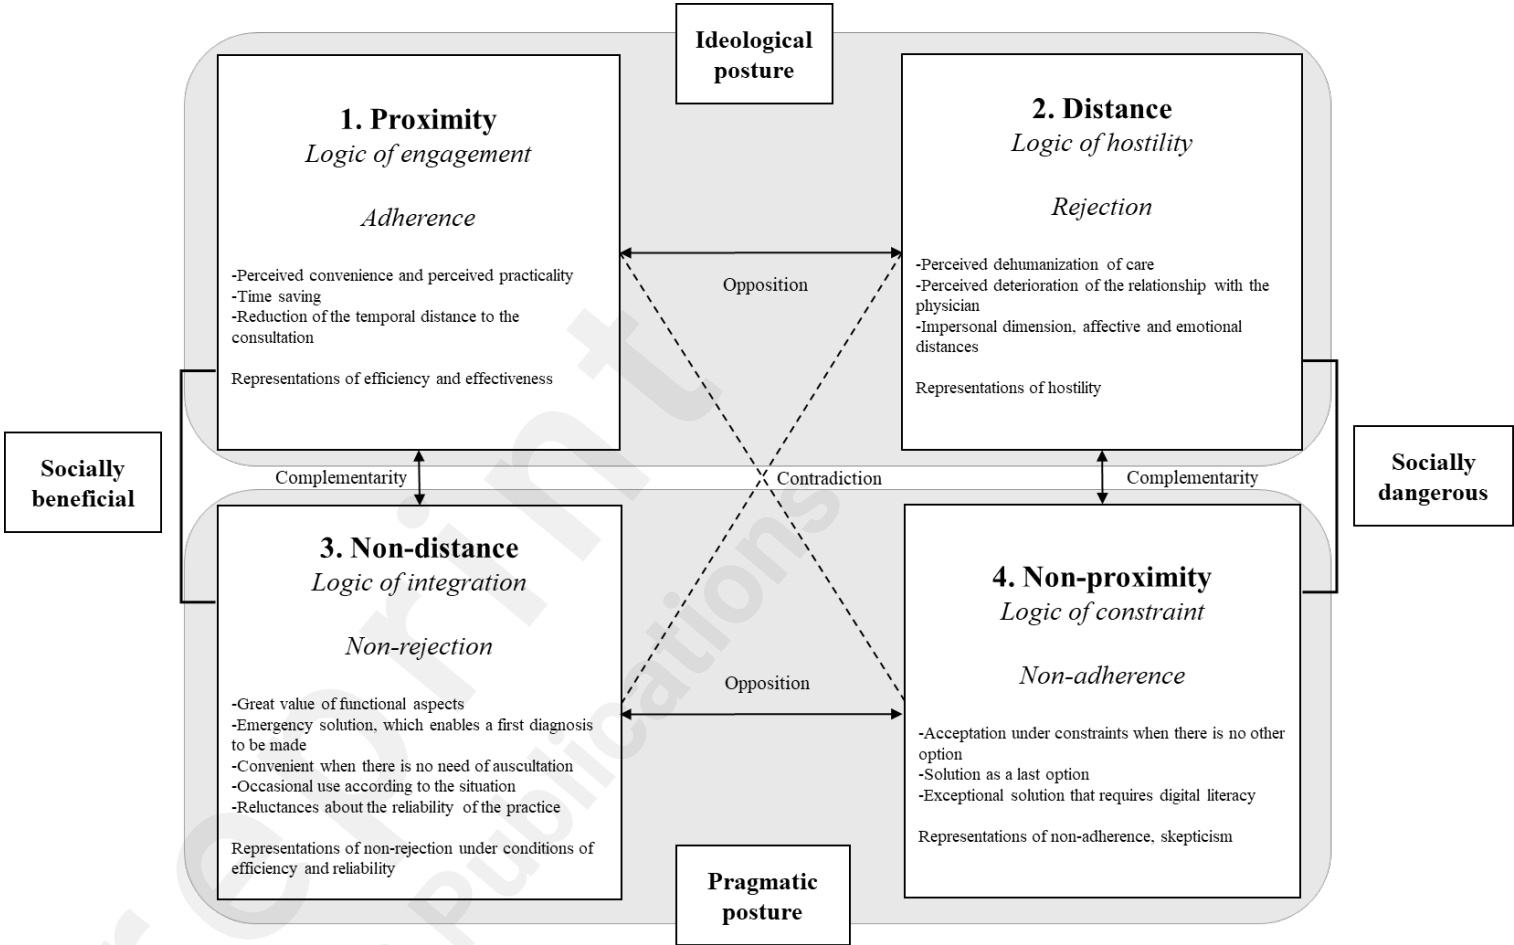 Ideological
posture
1. Proximity
Logic of engagement
Adherence
-Perceived convenience and perceived practicality
-Time saving
-Reduction of the temporal distance to the
consultation
Representations of efficiency and effectiveness
2. Distance
Logic of hostility
Rejection
-Perceived dehumanization of care
-Perceived deterioration of the relationship with the
physician
-Impersonal dimension, affective and emotional
distances
Representations of hostility
Opposition
Socially
beneficial
Complementarity
Contradiction
Complementarity
Socially
dangerous
3. Non-distance
Logic of integration
Non-rejection
-Great value of functional aspects
-Emergency solution, which enables a first diagnosis
to be made
-Convenient when there is no need of auscultation
-Occasional use according to the situation
-Reluctances about the reliability of the practice
Representations of non-rejection under conditions of
efficiency and reliability
Opposition
4. Non-proximity
Logic of constraint
Non-adherence
-Acceptation under constraints when there is no other
option
-Solution as a last option
-Exceptional solution that requires digital literacy
Representations of non-adherence, skepticism
Pragmatic
posture
reprint
Publications